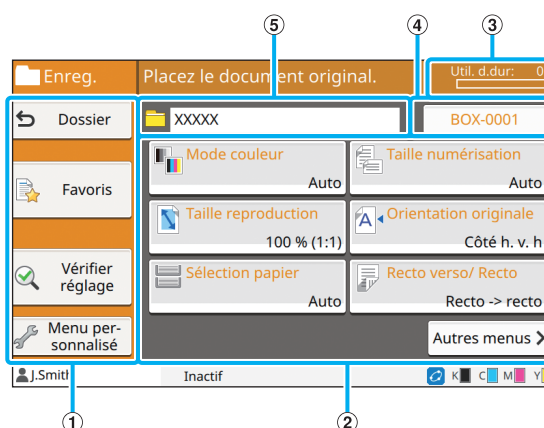 ⑤ ④ ③
Enreg.
Placez le document original.
Util. d.dur: 0
Dossier
XXXXX
BOX-0001
Mode couleur
Auto
Taille numérisation
Auto
Favoris
Taille reproduction
100 % (1:1)
Orientation originale
Côté h. v. h
Vérifier
réglage
Sélection papier
Auto
Recto verso/ Recto
Recto -> recto
Menu per-
sonnalisé
Autres menus
J.Smith
Inactif
K C M Y
① ②